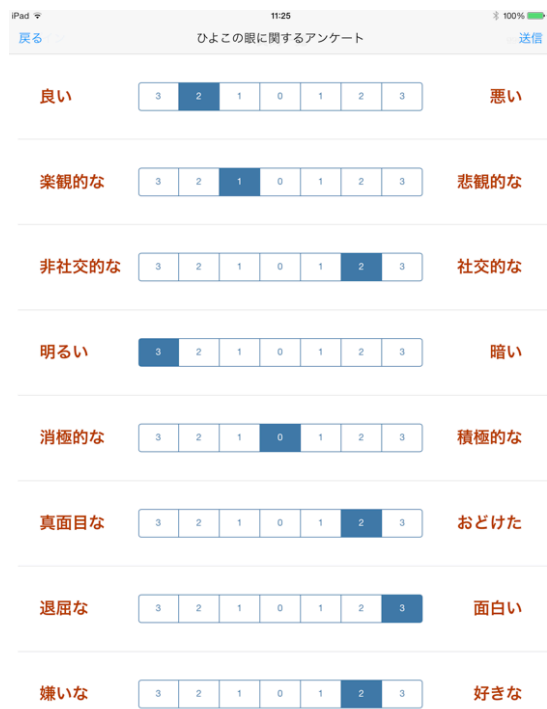 iPad 11:25 100%
戻る ひよこの眼に関するアンケート 送信
良い 3 2 1 0 1 2 3 悪い
楽観的な 3 2 1 0 1 2 3 悲観的な
非社交的な 3 2 1 0 1 2 3 社交的な
明るい 3 2 1 0 1 2 3 暗い
消極的な 3 2 1 0 1 2 3 積極的な
真面目な 3 2 1 0 1 2 3 おどけた
退屈な 3 2 1 0 1 2 3 面白い
嫌いな 3 2 1 0 1 2 3 好きな